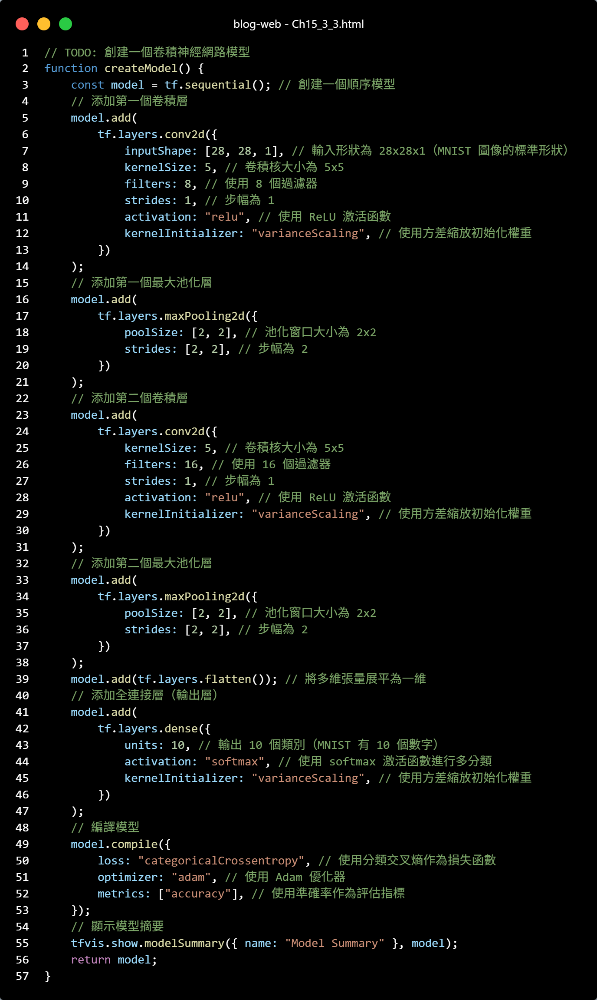 blog-web - Ch15_3_3.html
1 // TODO: 創建一個卷積神經網路模型
2 function createModel() {
3     const model = tf.sequential(); // 創建一個順序模型
4     // 添加第一個卷積層
5     model.add(
6         tf.layers.conv2d({
7             inputShape: [28, 28, 1], // 輸入形狀為 28x28x1（MNIST 圖像的標準形狀）
8             kernelSize: 5, // 卷積核大小為 5x5
9             filters: 8, // 使用 8 個過濾器
10             strides: 1, // 步幅為 1
11             activation: "relu", // 使用 ReLU 激活函數
12             kernelInitializer: "varianceScaling", // 使用方差縮放初始化權重
13         })
14     );
15     // 添加第一個最大池化層
16     model.add(
17         tf.layers.maxPooling2d({
18             poolSize: [2, 2], // 池化窗口大小為 2x2
19             strides: [2, 2], // 步幅為 2
20         })
21     );
22     // 添加第二個卷積層
23     model.add(
24         tf.layers.conv2d({
25             kernelSize: 5, // 卷積核大小為 5x5
26             filters: 16, // 使用 16 個過濾器
27             strides: 1, // 步幅為 1
28             activation: "relu", // 使用 ReLU 激活函數
29             kernelInitializer: "varianceScaling", // 使用方差縮放初始化權重
30         })
31     );
32     // 添加第二個最大池化層
33     model.add(
34         tf.layers.maxPooling2d({
35             poolSize: [2, 2], // 池化窗口大小為 2x2
36             strides: [2, 2], // 步幅為 2
37         })
38     );
39     model.add(tf.layers.flatten()); // 將多維張量展平為一維
40     // 添加全連接層（輸出層）
41     model.add(
42         tf.layers.dense({
43             units: 10, // 輸出 10 個類別（MNIST 有 10 個數字）
44             activation: "softmax", // 使用 softmax 激活函數進行多分類
45             kernelInitializer: "varianceScaling", // 使用方差縮放初始化權重
46         })
47     );
48     // 編譯模型
49     model.compile({
50         loss: "categoricalCrossentropy", // 使用分類交叉熵作為損失函數
51         optimizer: "adam", // 使用 Adam 優化器
52         metrics: ["accuracy"], // 使用準確率作為評估指標
53     });
54     // 顯示模型摘要
55     tfvis.show.modelSummary({ name: "Model Summary" }, model);
56     return model;
57 }